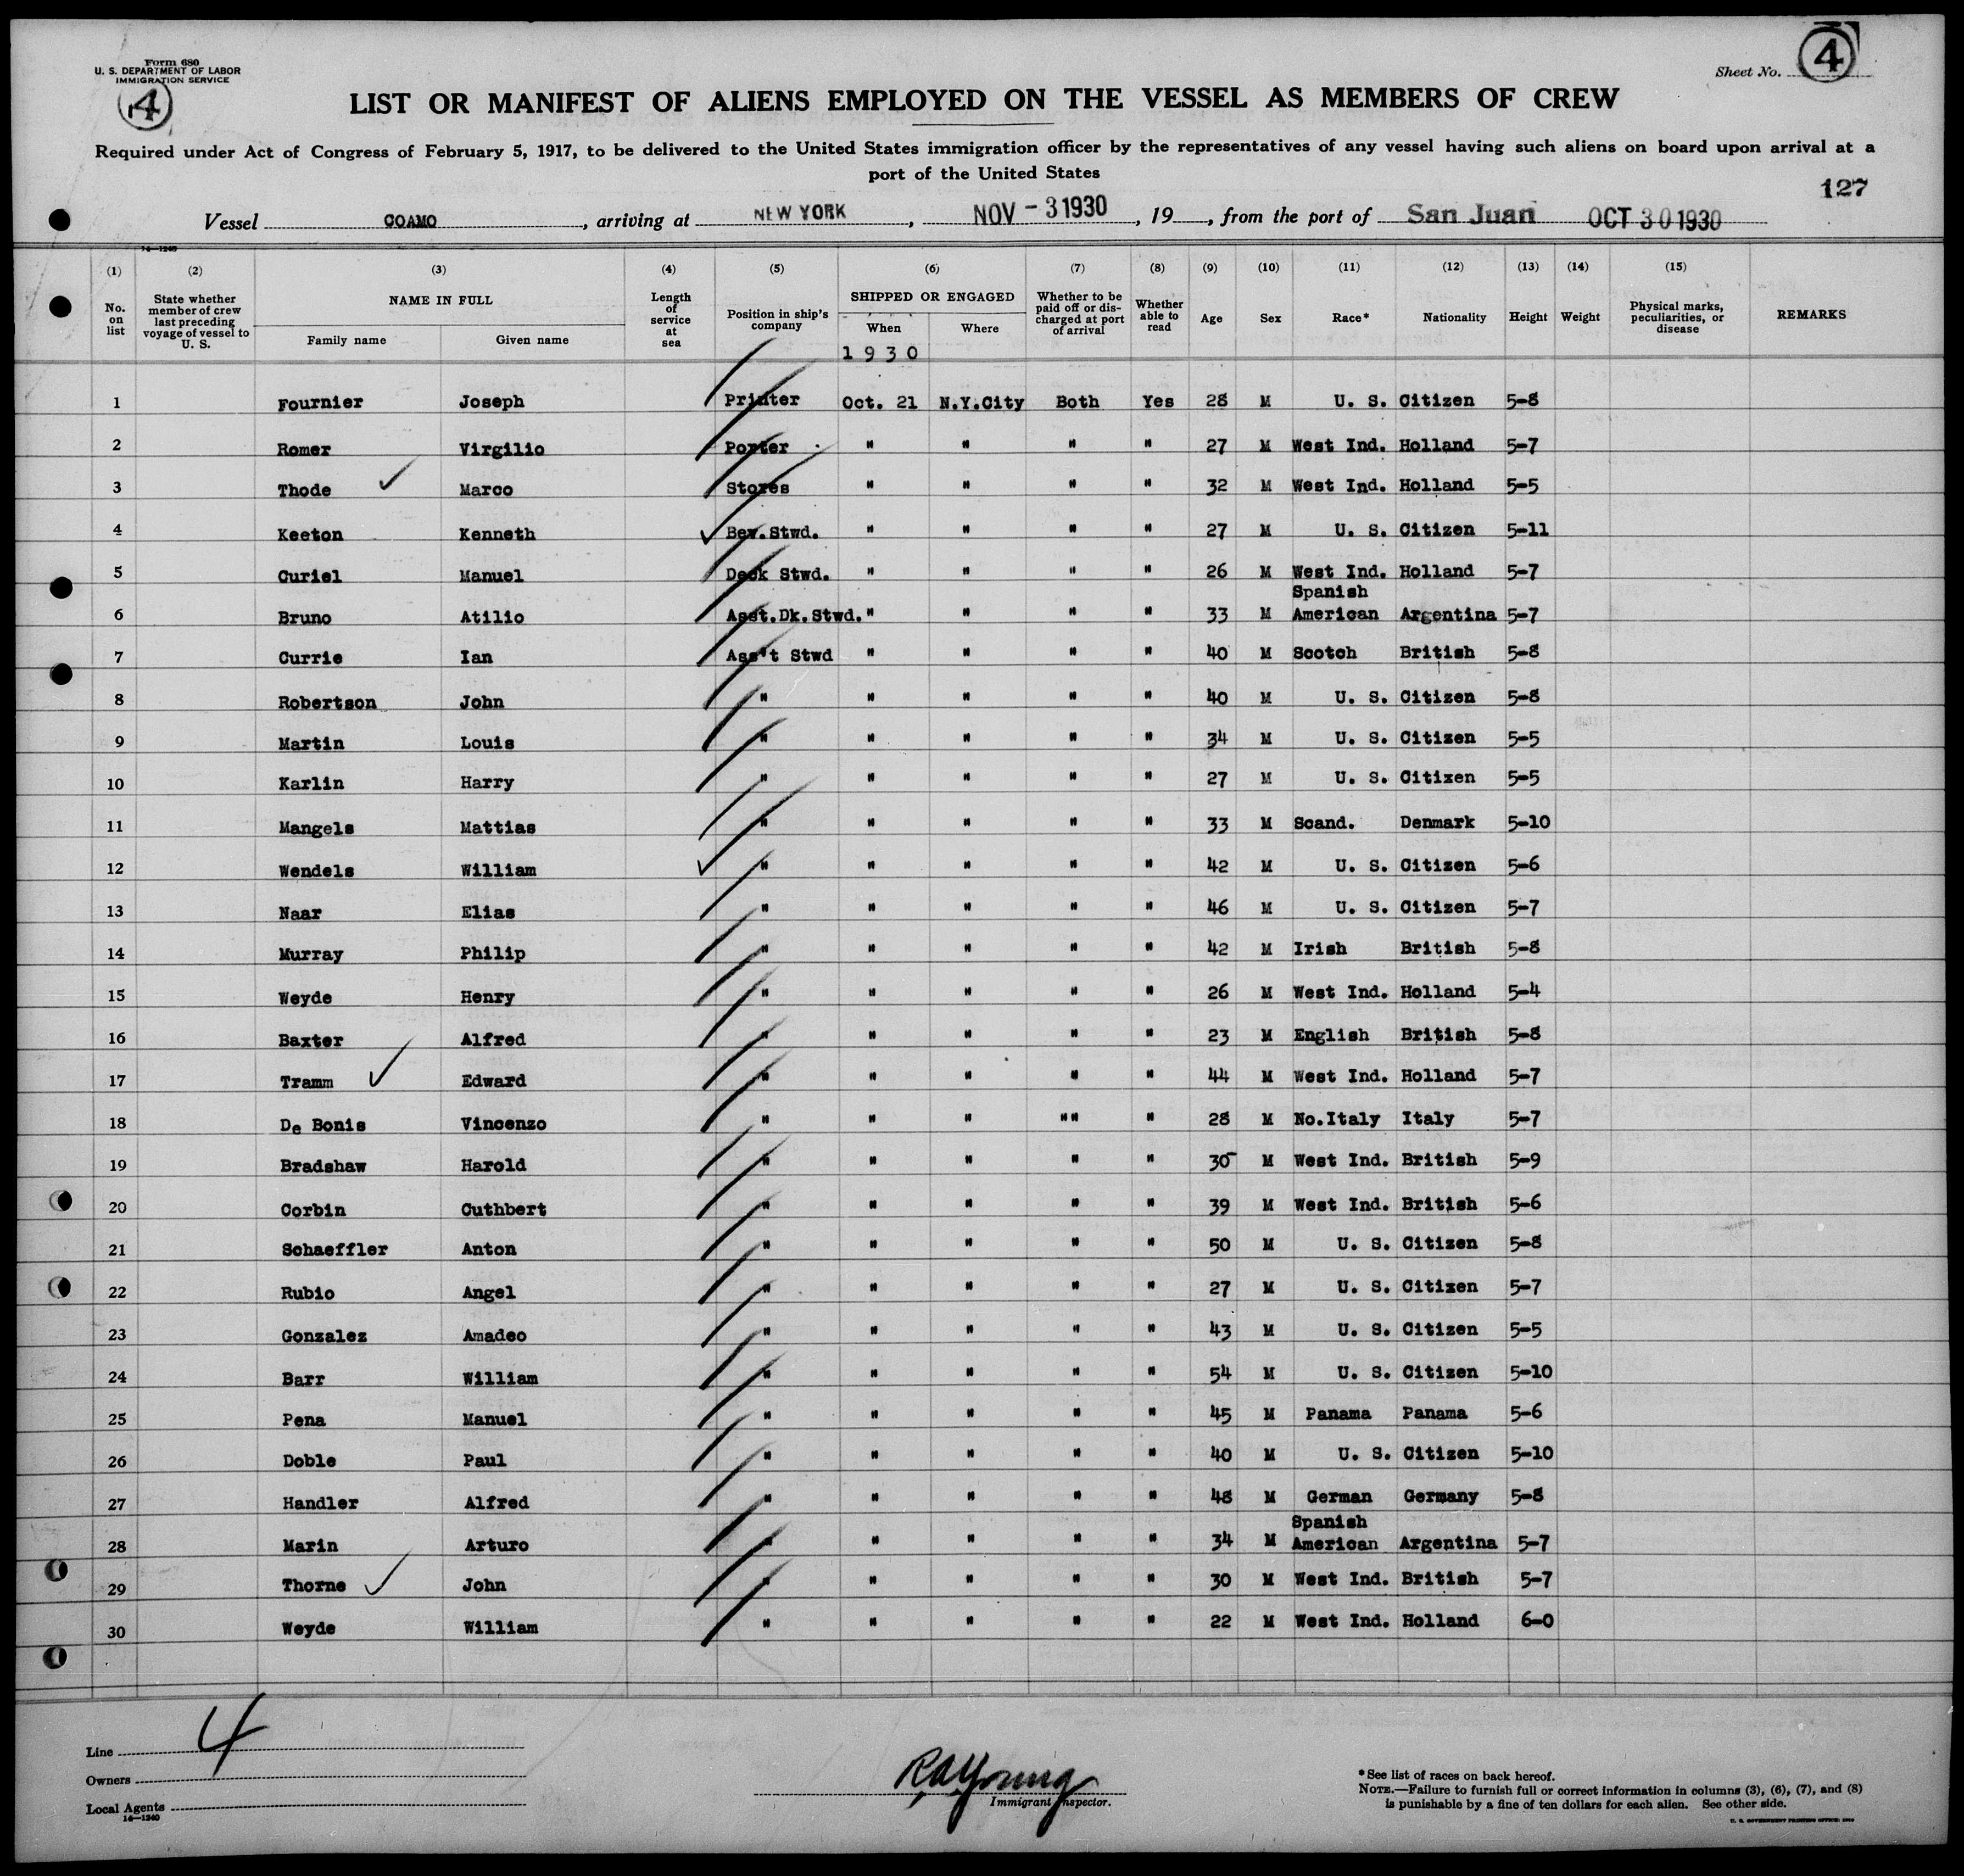 Form 680
U. S. DEPARTMENT OF LABOR
IMMIGRATION SERVICE
4
Sheet No. 4
LIST OR MANIFEST OF ALIENS EMPLOYED ON THE VESSEL AS MEMBERS OF CREW
Required under Act of Congress of February 5, 1917, to be delivered to the United States immigration officer by the representatives of any vessel having such aliens on board upon arrival at a
port of the United States
127
Vessel COAMO , arriving at NEW YORK , NOV - 3 1930 , 19 , from the port of San Juan OCT 30 1930
14—1240
(1) (2) (3) (4) (5) (6) (7) (8) (9) (10) (11) (12) (13) (14) (15)
No. on list State whether member of crew last preceding voyage of vessel to U. S. NAME IN FULL Family name Given name Length of service at sea Position in ship's company SHIPPED OR ENGAGED When Where Whether to be paid off or discharged at port of arrival Whether able to read Age Sex Race* Nationality Height Weight Physical marks, peculiarities, or disease REMARKS
1930
1 Fournier Joseph Printer Oct. 21 N.Y.City Both Yes 28 M U. S. Citizen 5-8
2 Romer Virgilio Porter " " " " 27 M West Ind. Holland 5-7
3 Thode Marco Stores " " " " 32 M West Ind. Holland 5-5
4 Keeton Kenneth Bev.Stwd. " " " " 27 M U. S. Citizen 5-11
5 Curiel Manuel Deck Stwd. " " " " 26 M West Ind. Holland 5-7
6 Bruno Atilio Asst.Dk.Stwd. " " " " 33 M Spanish American Argentina 5-7
7 Currie Ian Ass't Stwd " " " " 40 M Scotch British 5-8
8 Robertson John " " " " " 40 M U. S. Citizen 5-8
9 Martin Louis " " " " " 34 M U. S. Citizen 5-5
10 Karlin Harry " " " " " 27 M U. S. Citizen 5-5
11 Mangels Mattias " " " " " 33 M Scand. Denmark 5-10
12 Wendels William " " " " " 42 M U. S. Citizen 5-6
13 Naar Elias " " " " " 46 M U. S. Citizen 5-7
14 Murray Philip " " " " " 42 M Irish British 5-8
15 Weyde Henry " " " " " 26 M West Ind. Holland 5-4
16 Baxter Alfred " " " " " 23 M English British 5-8
17 Tramm Edward " " " " " 44 M West Ind. Holland 5-7
18 De Bonis Vincenzo " " " "" " 28 M No.Italy Italy 5-7
19 Bradshaw Harold " " " " " 30 M West Ind. British 5-9
20 Corbin Cuthbert " " " " " 39 M West Ind. British 5-6
21 Schaeffler Anton " " " " " 50 M U. S. Citizen 5-8
22 Rubio Angel " " " " " 27 M U. S. Citizen 5-7
23 Gonzalez Amadeo " " " " " 43 M U. S. Citizen 5-5
24 Barr William " " " " " 54 M U. S. Citizen 5-10
25 Pena Manuel " " " " " 45 M Panama Panama 5-6
26 Doble Paul " " " " " 40 M U. S. Citizen 5-10
27 Handler Alfred " " " " " 48 M German Germany 5-8
28 Marin Arturo " " " " " 34 M Spanish American Argentina 5-7
29 Thorne John " " " " " 30 M West Ind. British 5-7
30 Weyde William " " " " " 22 M West Ind. Holland 6-0
4
Line
Owners
Local Agents
14—1240
RAYoung
Immigrant Inspector.
*See list of races on back hereof.
NOTE.—Failure to furnish full or correct information in columns (3), (6), (7), and (8)
is punishable by a fine of ten dollars for each alien. See other side.